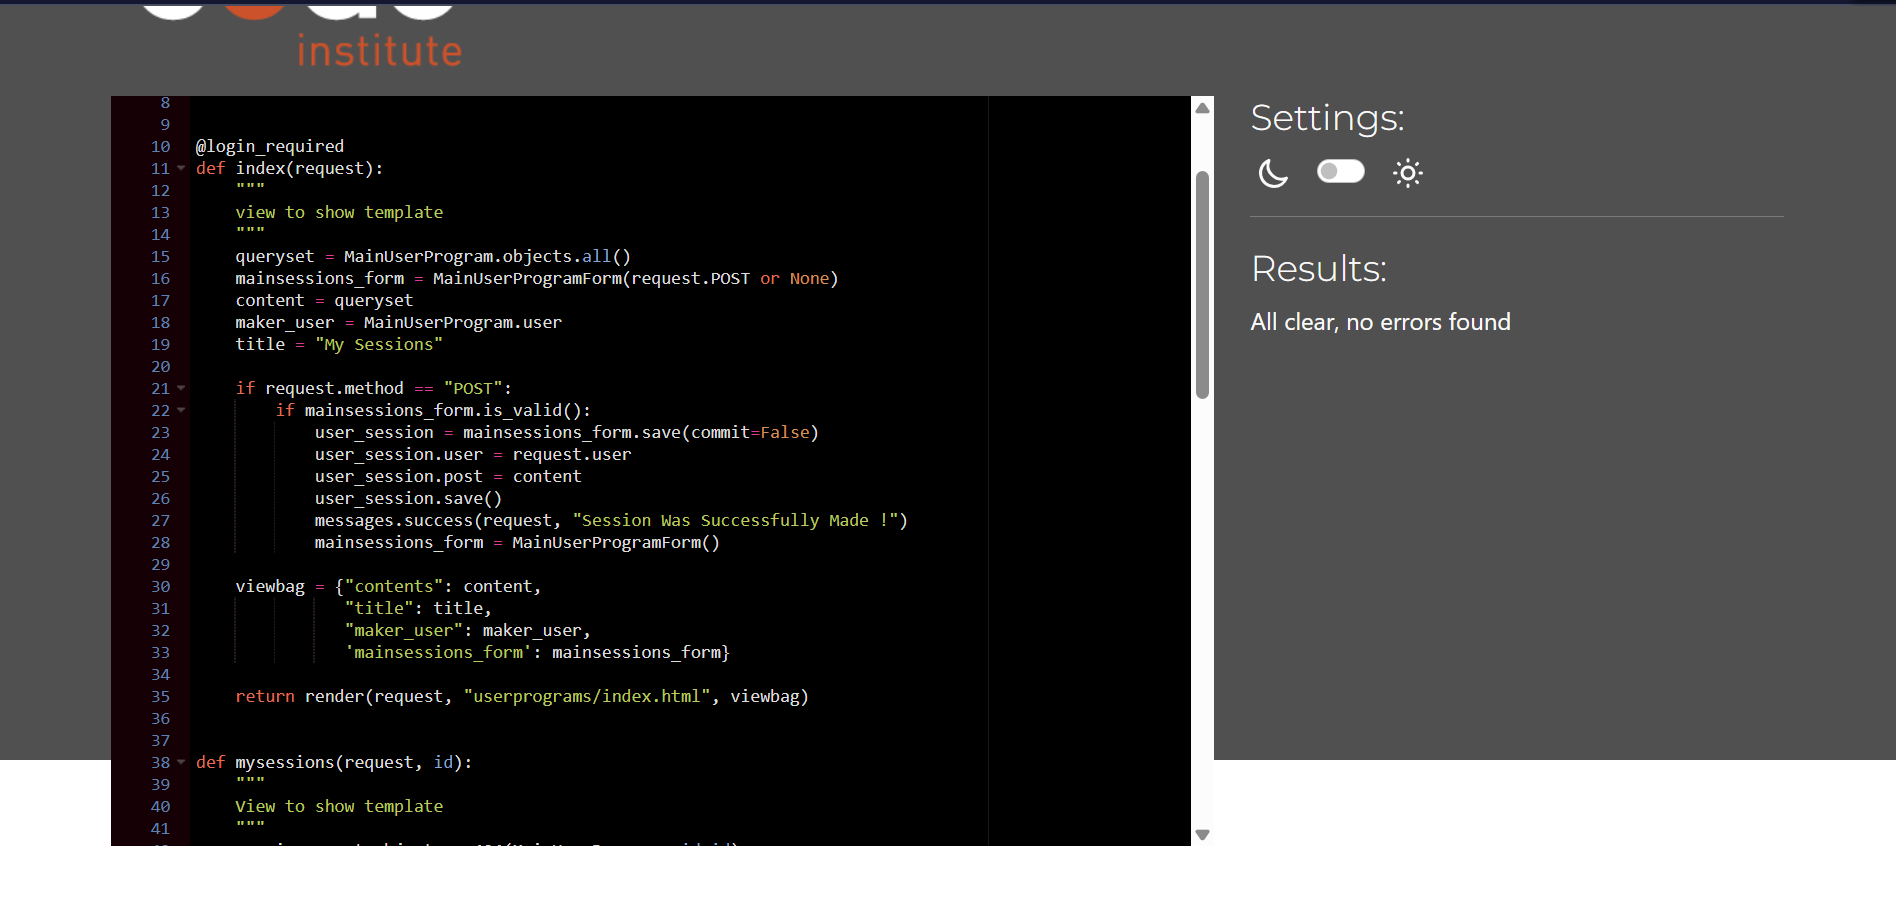 institute
8
9
10 @login_required
11 def index(request):
12     """
13     view to show template
14     """
15     queryset = MainUserProgram.objects.all()
16     mainsessions_form = MainUserProgramForm(request.POST or None)
17     content = queryset
18     maker_user = MainUserProgram.user
19     title = "My Sessions"
20
21     if request.method == "POST":
22         if mainsessions_form.is_valid():
23             user_session = mainsessions_form.save(commit=False)
24             user_session.user = request.user
25             user_session.post = content
26             user_session.save()
27             messages.success(request, "Session Was Successfully Made !")
28             mainsessions_form = MainUserProgramForm()
29
30     viewbag = {"contents": content,
31                "title": title,
32                "maker_user": maker_user,
33                'mainsessions_form': mainsessions_form}
34
35     return render(request, "userprograms/index.html", viewbag)
36
37
38 def mysessions(request, id):
39     """
40     View to show template
41     """
Settings:
Results:
All clear, no errors found